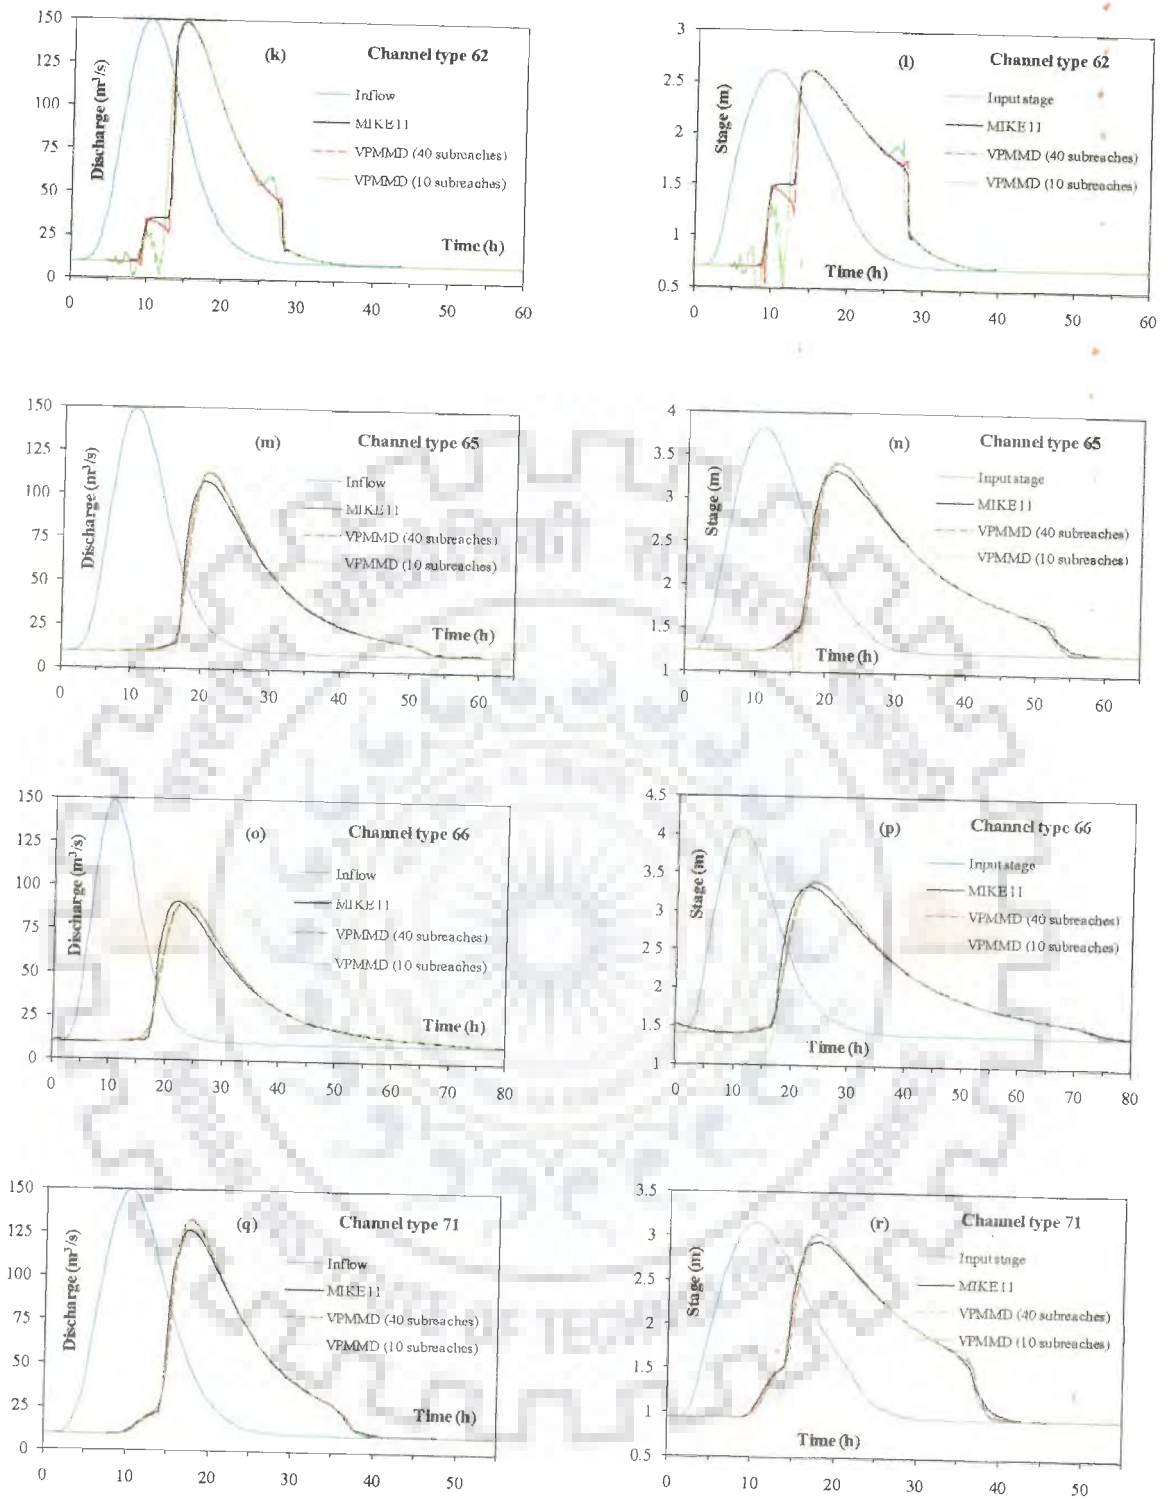 (k) Channel type 62
Discharge (m³/s)
150
125
100
75
50
25
0
Inflow
MIKE11
VPMMD (40 subreaches)
VPMMD (10 subreaches)
Time (h)
0 10 20 30 40 50 60
(l) Channel type 62
Stage (m)
3
2.5
2
1.5
1
0.5
Input stage
MIKE11
VPMMD (40 subreaches)
VPMMD (10 subreaches)
Time (h)
0 10 20 30 40 50 60
(m) Channel type 65
Discharge (m³/s)
150
125
100
75
50
25
0
Inflow
MIKE11
VPMMD (40 subreaches)
VPMMD (10 subreaches)
Time (h)
0 10 20 30 40 50 60
(n) Channel type 65
Stage (m)
4
3.5
3
2.5
2
1.5
1
Input stage
MIKE11
VPMMD (40 subreaches)
VPMMD (10 subreaches)
Time (h)
0 10 20 30 40 50 60
(o) Channel type 66
Discharge (m³/s)
150
125
100
75
50
25
0
Inflow
MIKE11
VPMMD (40 subreaches)
VPMMD (10 subreaches)
Time (h)
0 10 20 30 40 50 60 70 80
(p) Channel type 66
Stage (m)
4.5
4
3.5
3
2.5
2
1.5
1
Input stage
MIKE11
VPMMD (40 subreaches)
VPMMD (10 subreaches)
Time (h)
0 10 20 30 40 50 60 70 80
(q) Channel type 71
Discharge (m³/s)
150
125
100
75
50
25
0
Inflow
MIKE11
VPMMD (40 subreaches)
VPMMD (10 subreaches)
Time (h)
0 10 20 30 40 50
(r) Channel type 71
Stage (m)
3.5
3
2.5
2
1.5
1
0.5
Input stage
MIKE11
VPMMD (40 subreaches)
VPMMD (10 subreaches)
Time (h)
0 10 20 30 40 50
OF TEC